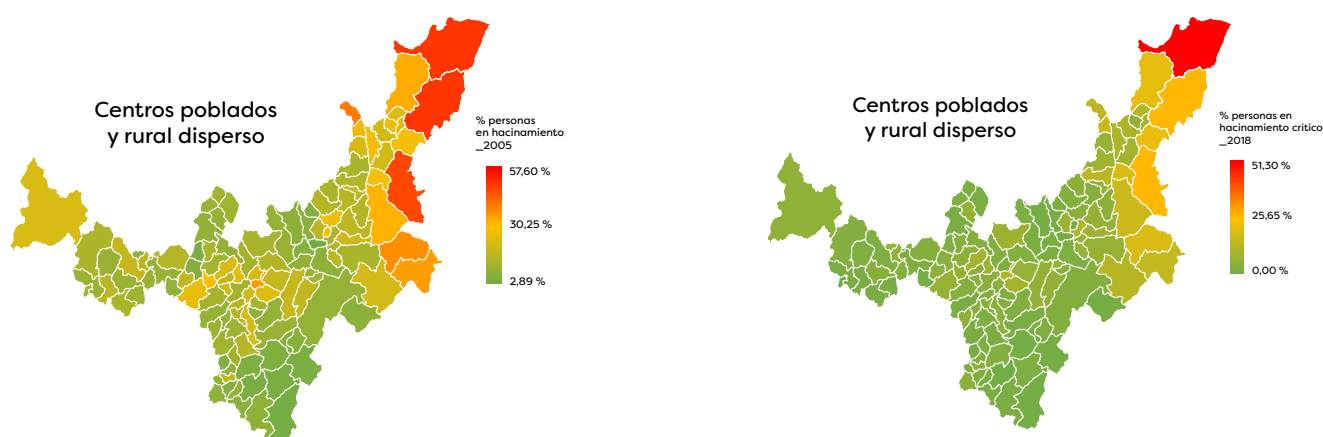 Centros poblados
y rural disperso
% personas
en hacinamiento
_2005
57,60 %
30,25 %
2,89 %
Centros poblados
y rural disperso
% personas en
hacinamiento critico
_2018
51,30 %
25,65 %
0,00 %